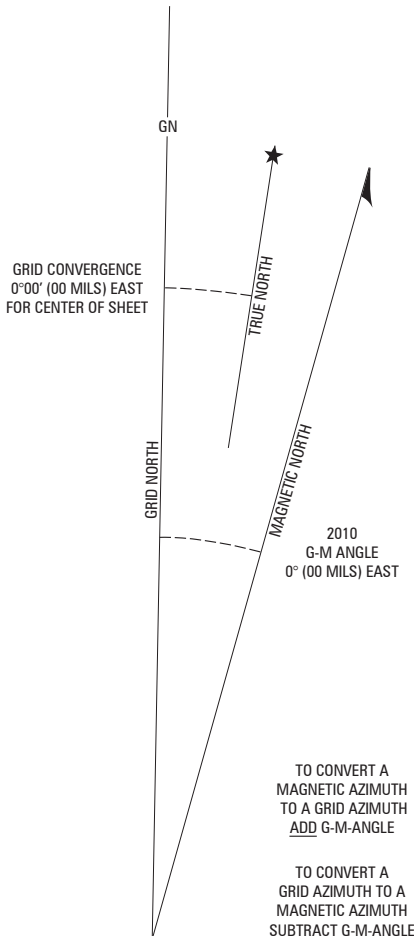 GN
GRID CONVERGENCE
0°00' (00 MILS) EAST
FOR CENTER OF SHEET
TRUE NORTH
GRID NORTH
MAGNETIC NORTH
2010
G-M ANGLE
0° (00 MILS) EAST
TO CONVERT A
MAGNETIC AZIMUTH
TO A GRID AZIMUTH
ADD G-M-ANGLE
TO CONVERT A
GRID AZIMUTH TO A
MAGNETIC AZIMUTH
SUBTRACT G-M-ANGLE